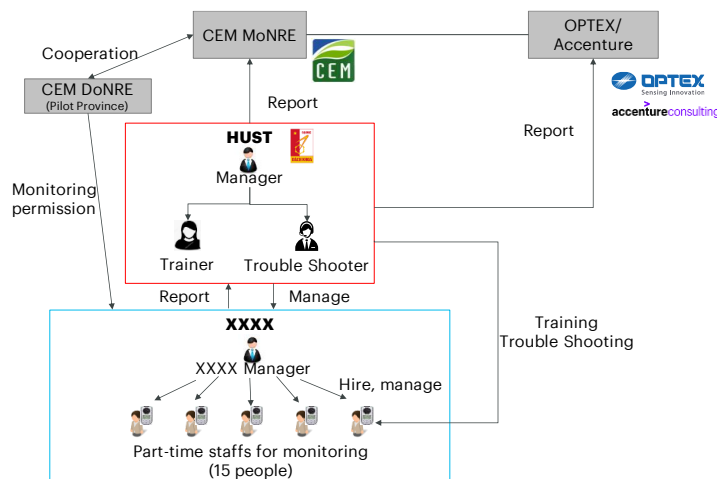 CEM MoNRE
CEM
OPTEX/
Accenture
OPTEX
Sensing Innovation
accentureconsulting
Cooperation
CEM DoNRE
(Pilot Province)
Report
Report
HUST
Manager
Monitoring
permission
Trainer
Trouble Shooter
Report
Manage
Training
Trouble Shooting
XXXX
XXXX Manager
Hire, manage
Part-time staffs for monitoring
(15 people)